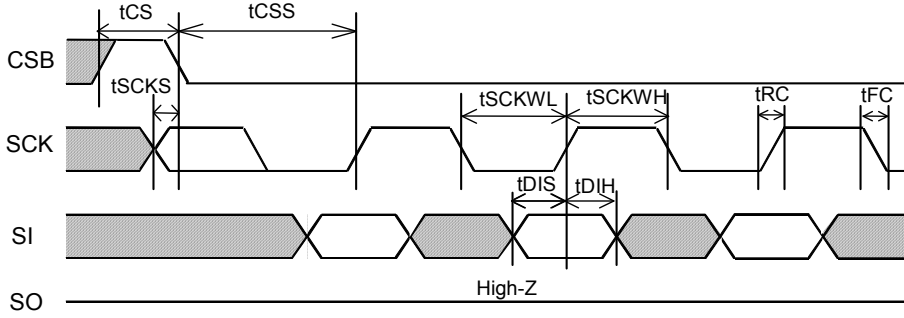 tCS tCSS
CSB
tSCKS tSCKWL tSCKWH tRC tFC
SCK
tDIS tDIH
SI
High-Z
SO